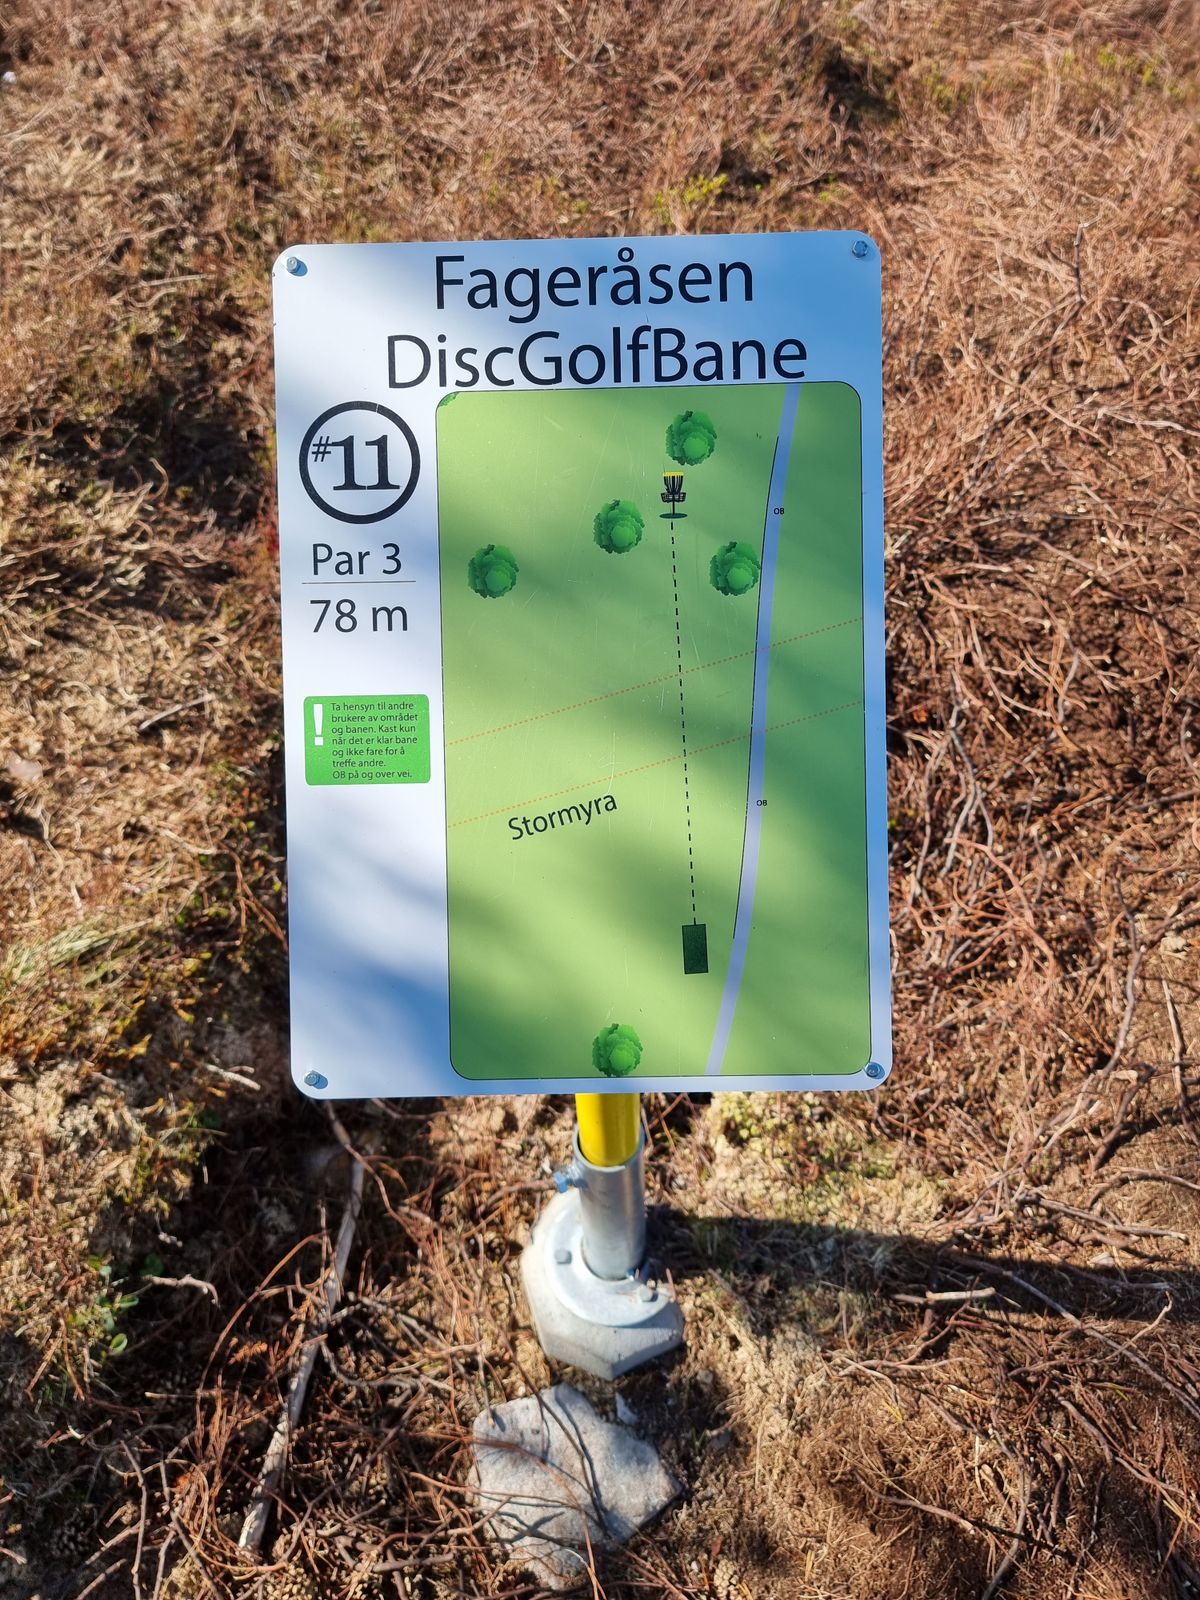 Fageråsen
DiscGolfBane
#11
Par 3
78 m
!
Ta hensyn til andre
brukere av området
og banen. Kast kun
når det er klar bane
og ikke fare for å
treffe andre.
OB på og over vei.
OB
OB
Stormyra